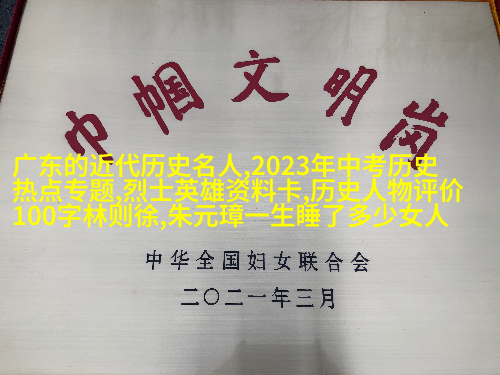 巾帼文明岗
广东的近代历史名人,2023年中考历史
热点专题,烈士英雄资料卡,历史人物评价
100字林则徐,朱元璋一生睡了多少女人
中华全国妇女联合会
二〇二一年三月